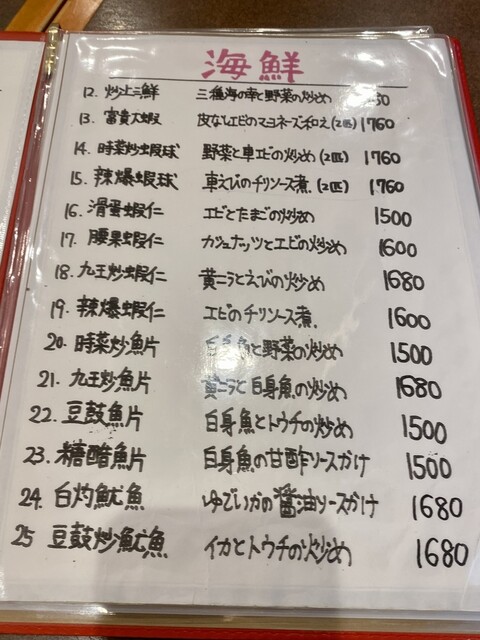 海鮮
12. 炒上三鮮 三種海の幸と野菜の炒め
13. 富貴大蝦 皮なしエビのマヨネーズ和え(2匹) 1760
14. 時菜炒蝦球 野菜と車エビの炒め(2匹) 1760
15. 辣爆蝦球 車えびのチリソース煮.(2匹) 1760
16. 滑蛋蝦仁 エビとたまごの炒め 1500
17. 腰果蝦仁 カシュナッツとエビの炒め 1600
18. 九王炒蝦仁 黄ニラとえびの炒め 1680
19. 辣爆蝦仁 エビのチリソース煮. 1600
20. 時菜炒魚片 白身魚と野菜の炒め 1500
21. 九王炒魚片 黄ニラと白身魚の炒め 1680
22. 豆鼓魚片 白身魚とトウチの炒め 1500
23. 糖醋魚片 白身魚の甘酢ソースがけ 1500
24. 白灼魷魚 ゆでいかの醤油ソースがけ 1680
25 豆鼓炒魷魚 イカとトウチの炒め 1680